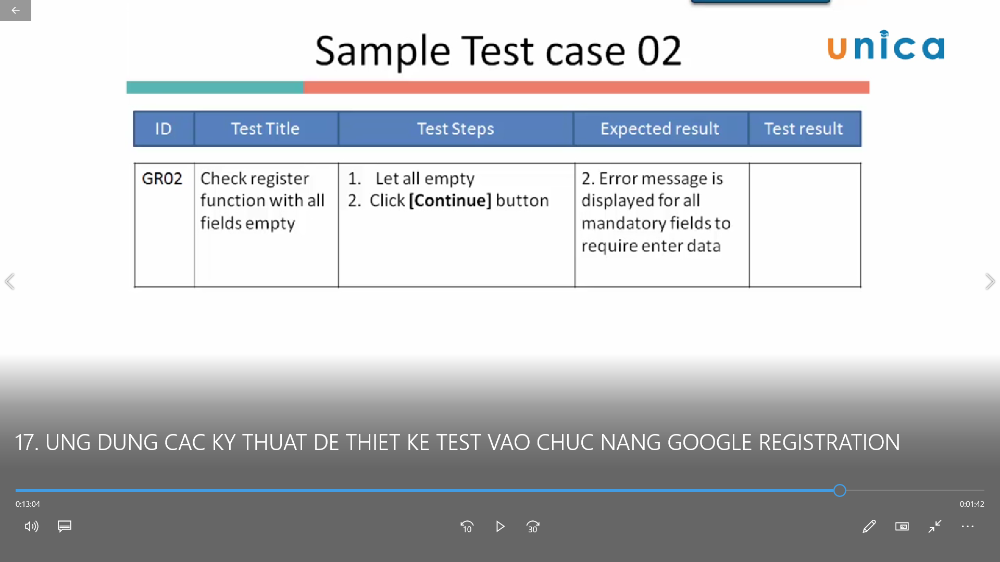 Sample Test case 02
unica
ID Test Title Test Steps Expected result Test result
GR02
Check register
function with all
fields empty
1. Let all empty
2. Click [Continue] button
2. Error message is
displayed for all
mandatory fields to
require enter data
17. UNG DUNG CAC KY THUAT DE THIET KE TEST VAO CHUC NANG GOOGLE REGISTRATION
0:13:04
0:01:42
10
30